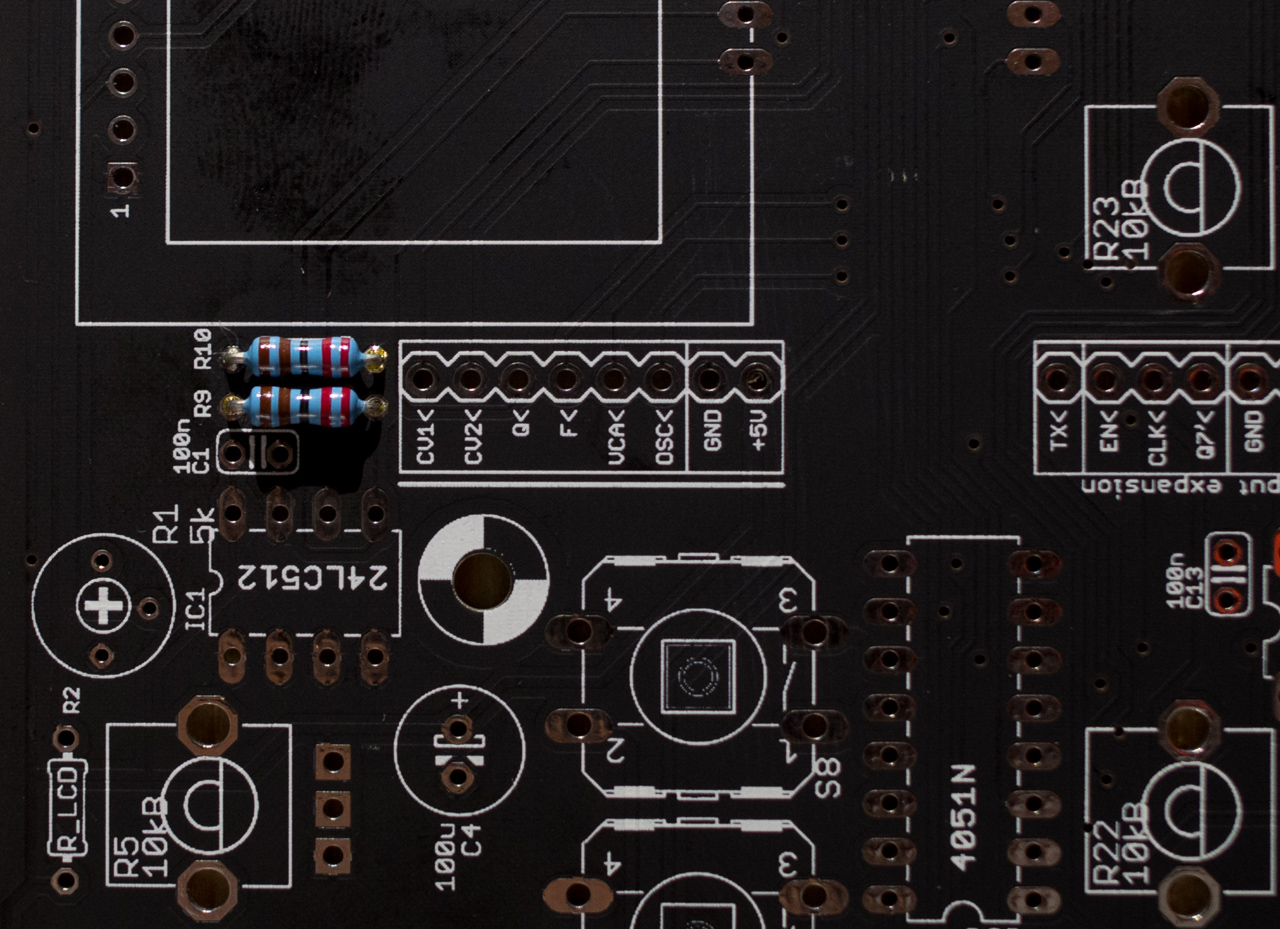 1
R23
10kB
R10
R9
100n
C1
CV1<
CV2<
Q<
F<
VCA<
OSC<
GND
+5V
TX<
EN<
CLK<
Q7'<
GND
put expansion
R1
5k
24LC512
IC1
4
3
2
1
S8
100n
C13
R2
R_LCD
R5
10kB
+
100u
C4
4051N
R22
10kB
4
3